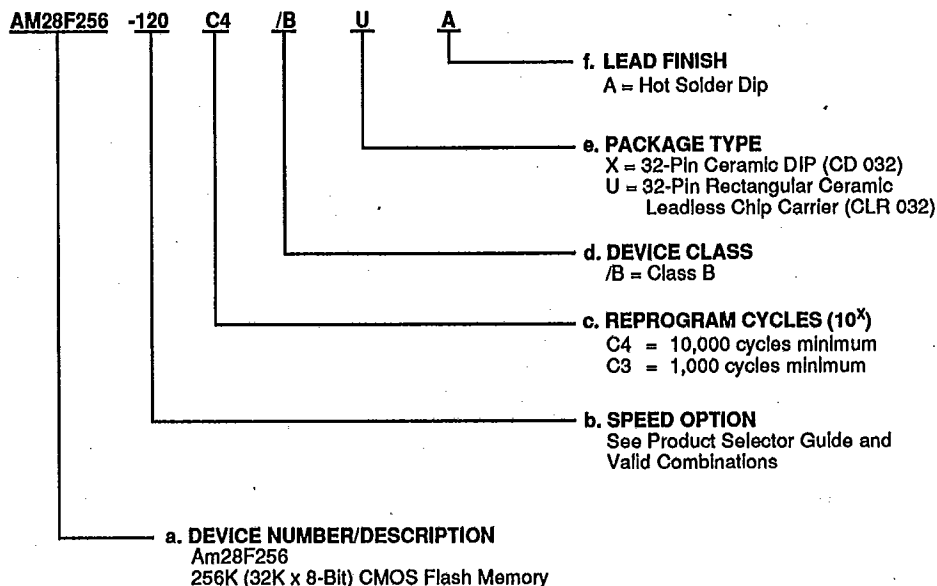 AM28F256 -120 C4 /B U A
f. LEAD FINISH
A = Hot Solder Dip
e. PACKAGE TYPE
X = 32-Pin Ceramic DIP (CD 032)
U = 32-Pin Rectangular Ceramic
Leadless Chip Carrier (CLR 032)
d. DEVICE CLASS
/B = Class B
c. REPROGRAM CYCLES (10ˣ)
C4 = 10,000 cycles minimum
C3 = 1,000 cycles minimum
b. SPEED OPTION
See Product Selector Guide and
Valid Combinations
a. DEVICE NUMBER/DESCRIPTION
Am28F256
256K (32K x 8-Bit) CMOS Flash Memory